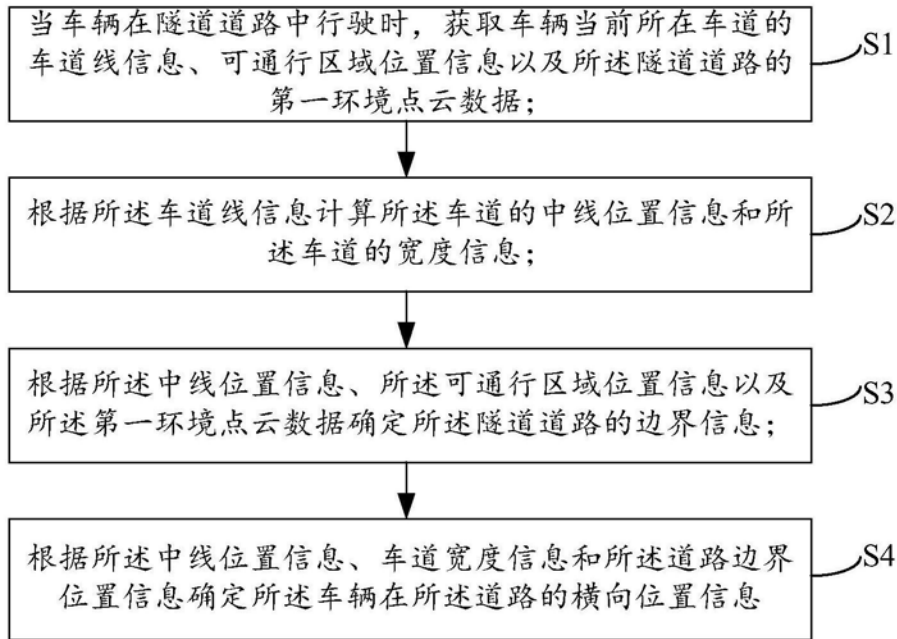 当车辆在隧道道路中行驶时，获取车辆当前所在车道的
车道线信息、可通行区域位置信息以及所述隧道道路的
第一环境点云数据；
S1
根据所述车道线信息计算所述车道的中线位置信息和所
述车道的宽度信息；
S2
根据所述中线位置信息、所述可通行区域位置信息以及
所述第一环境点云数据确定所述隧道道路的边界信息；
S3
根据所述中线位置信息、车道宽度信息和所述道路边界
位置信息确定所述车辆在所述道路的横向位置信息
S4